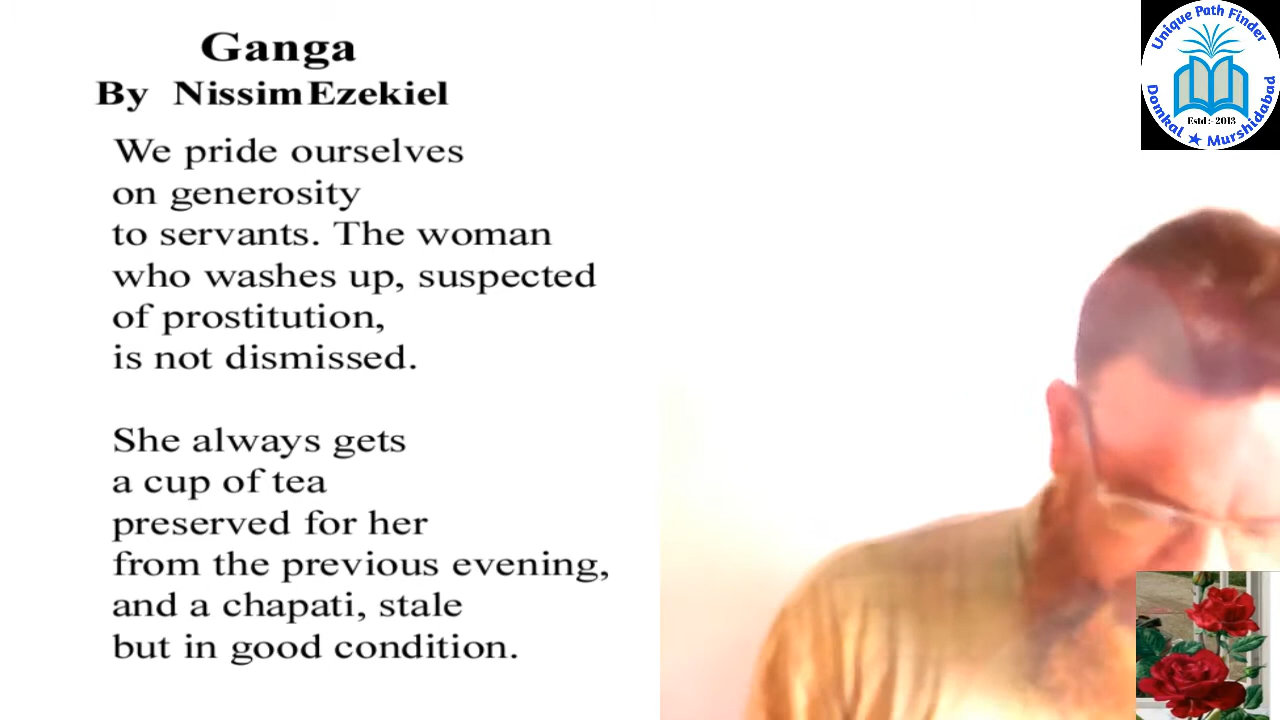 Ganga
By Nissim Ezekiel
We pride ourselves
on generosity
to servants. The woman
who washes up, suspected
of prostitution,
is not dismissed.
She always gets
a cup of tea
preserved for her
from the previous evening,
and a chapati, stale
but in good condition.
Unique Path Finder
Estd :- 2013
Domkal ★ Murshidabad